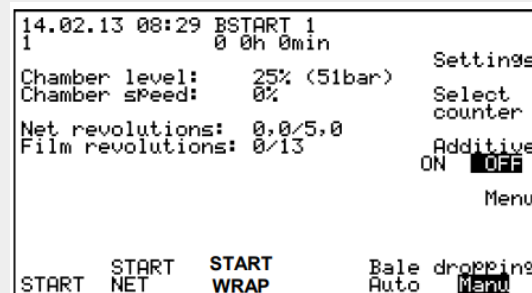 14.02.13 08:29 BSTART 1
1 0 0h 0min
Settings
Chamber level: 25% (51bar)
Chamber speed: 0%
Select
counter
Net revolutions: 0,0/5,0
Film revolutions: 0/13
Additive
ON OFF
Menu
START
START
NET
START
WRAP
Bale dropping
Auto Manu